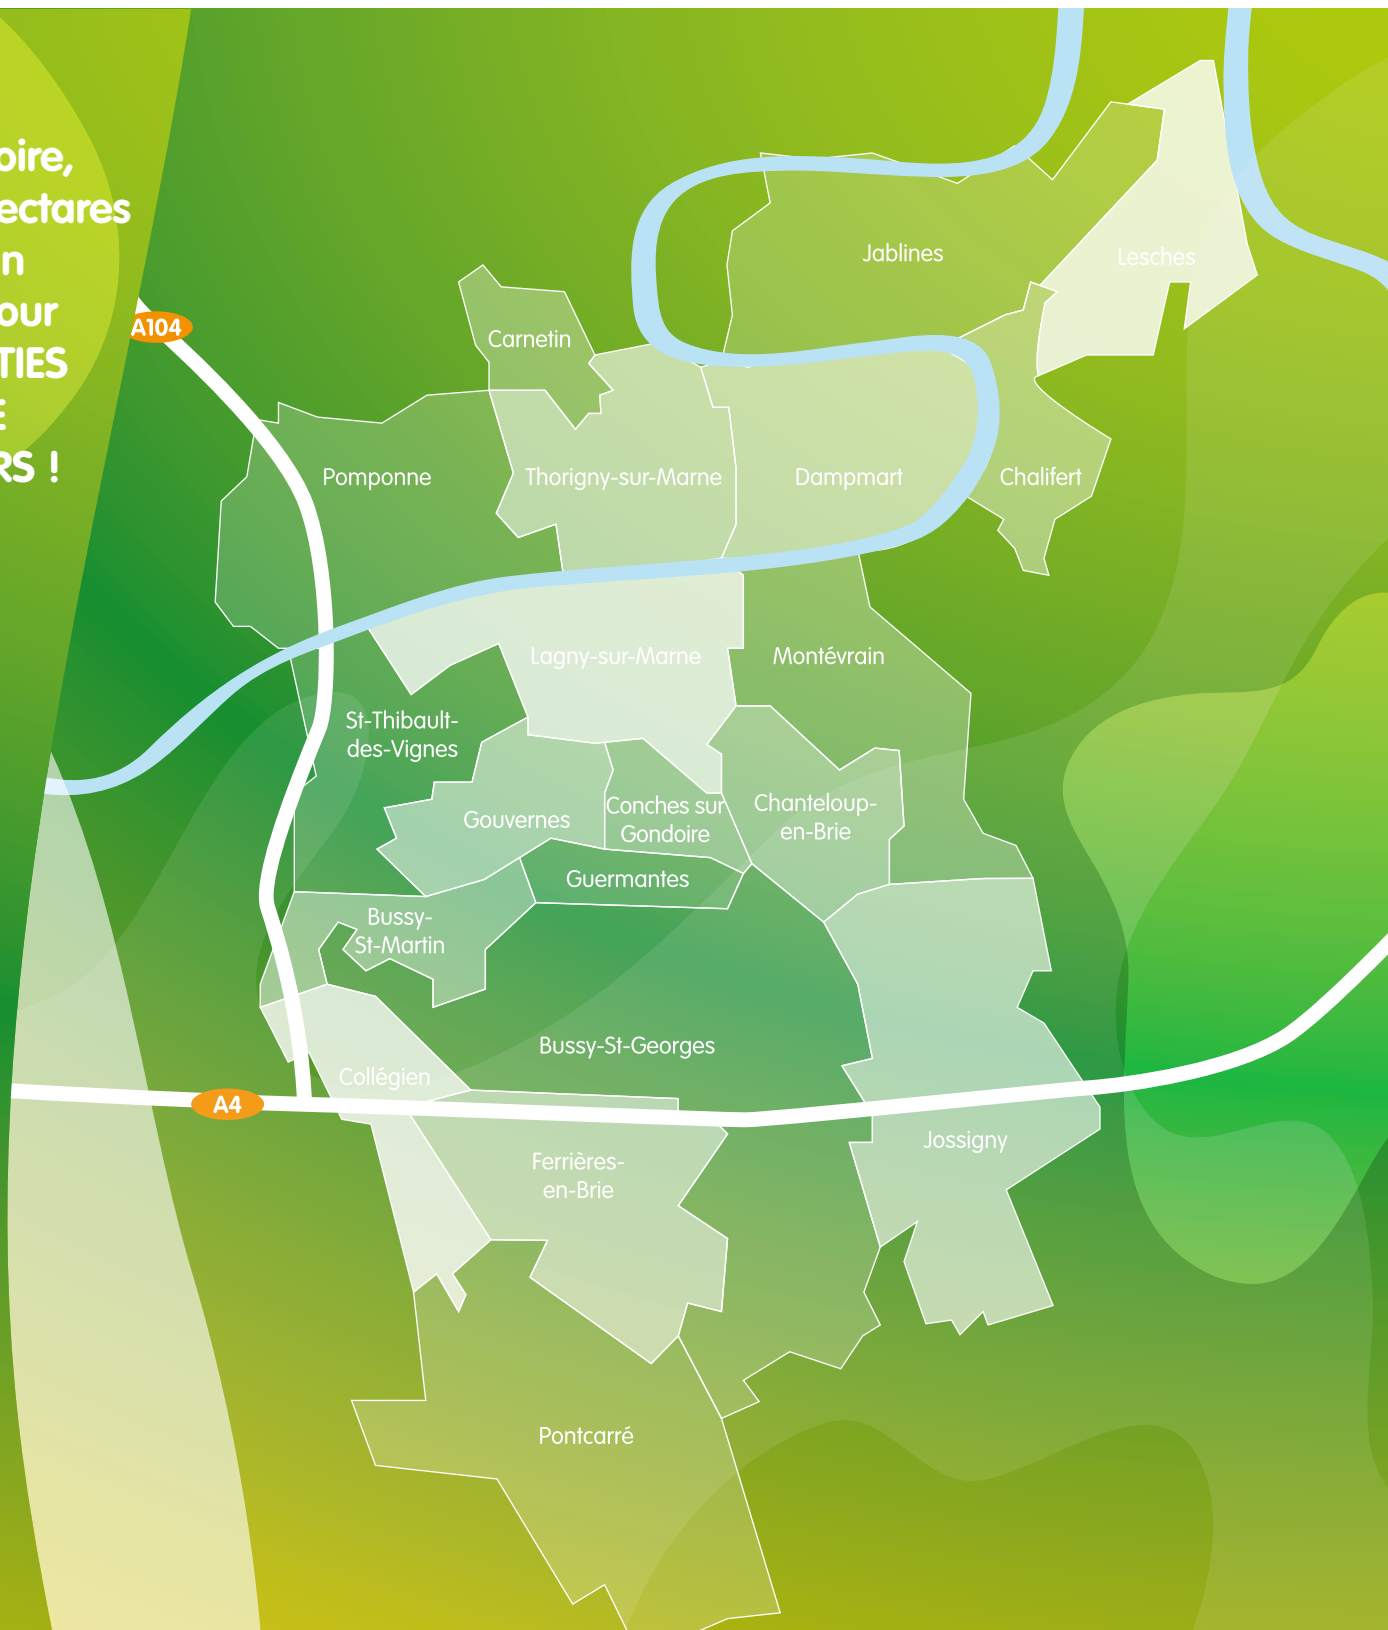 oire,
ectares
n
our
TIES
E
RS !
A104
Jablines
Lesches
Carnetin
Pomponne
Thorigny-sur-Marne
Dampmart
Chalifert
Lagny-sur-Marne
Montévrain
St-Thibault-
des-Vignes
Gouvernes
Conches sur
Gondoire
Chanteloup-
en-Brie
Guermantes
Bussy-
St-Martin
Bussy-St-Georges
Collégien
A4
Jossigny
Ferrières-
en-Brie
Pontcarré